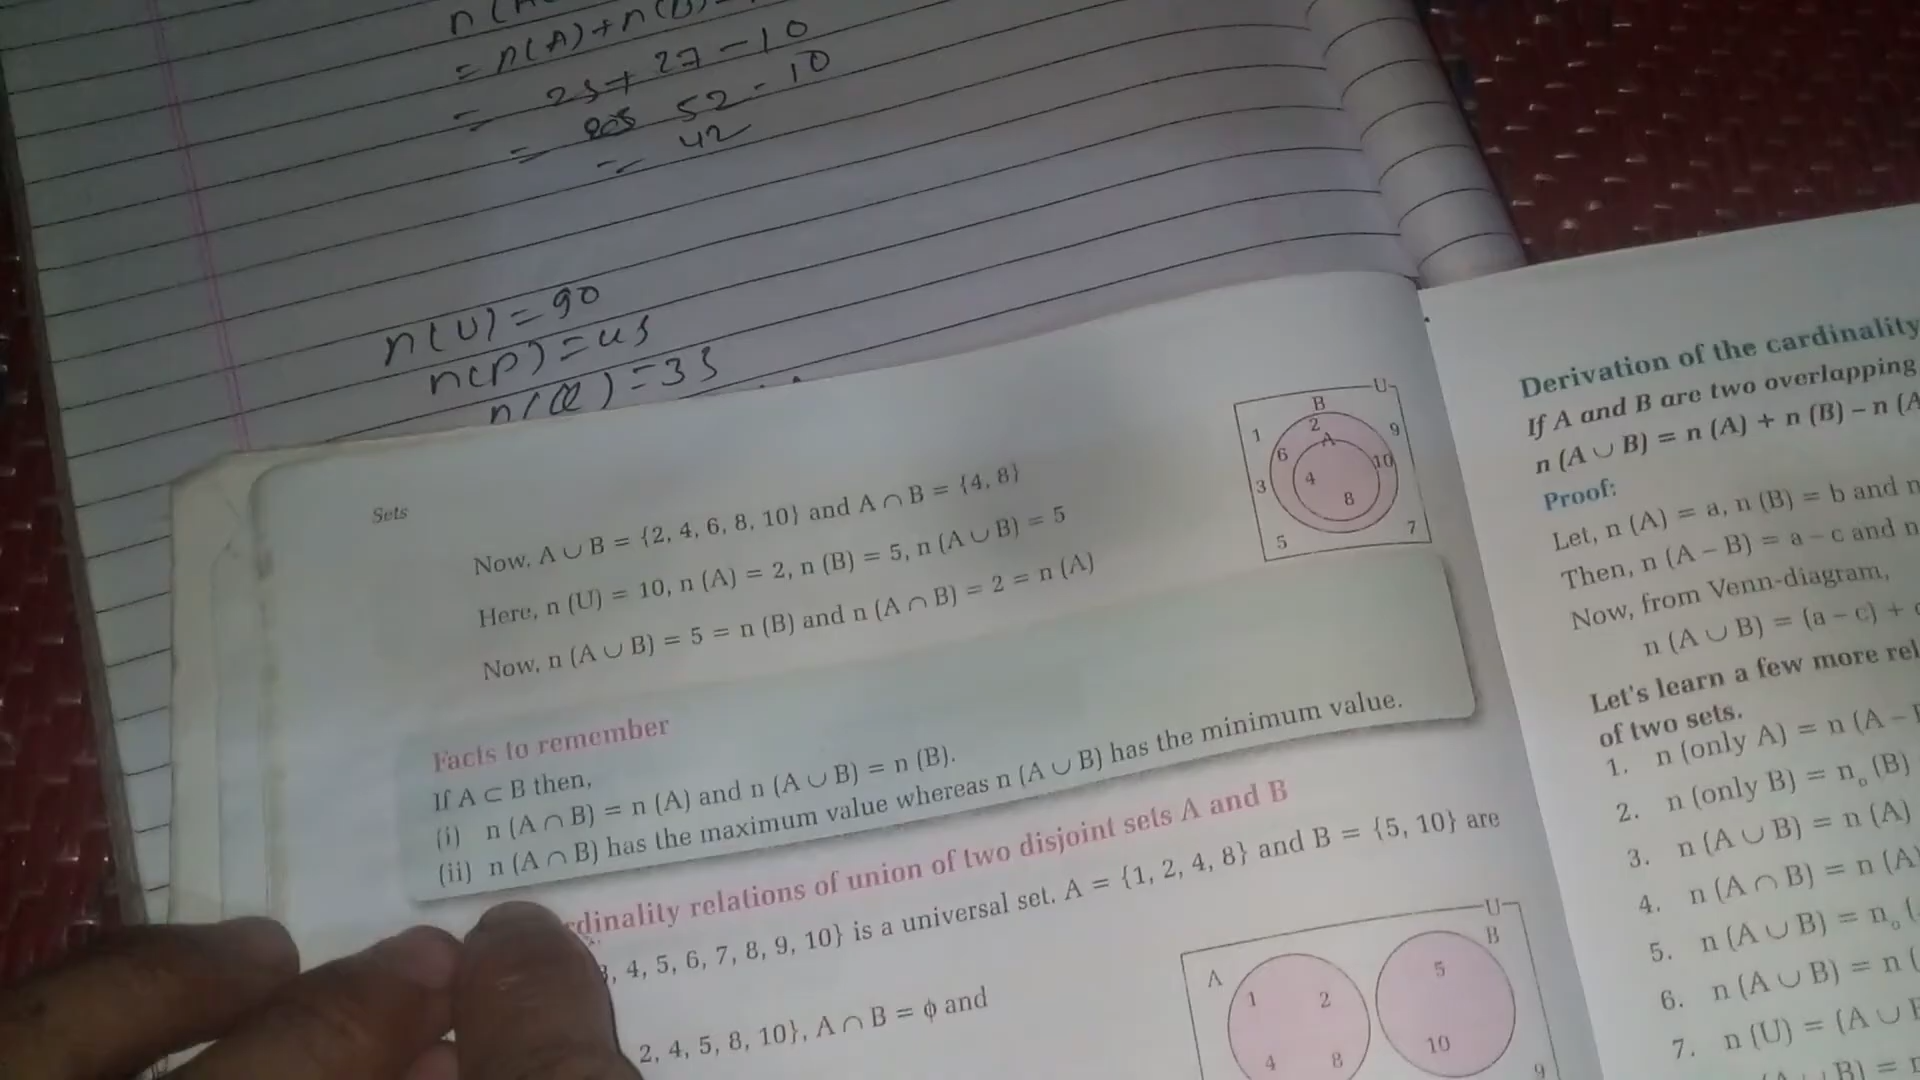 = n(A)+n(B)-
= 25+ 27-10
= 52-10
= 42
n(U)=90
n(P)=45
n(Q)=35
Sets
Now, A ∪ B = {2, 4, 6, 8, 10} and A ∩ B = {4, 8}
Here, n (U) = 10, n (A) = 2, n (B) = 5, n (A ∪ B) = 5
Now, n (A ∪ B) = 5 = n (B) and n (A ∩ B) = 2 = n (A)
U
B
1 2 9
A
6 10
3 4
8
5 7
Facts to remember
If A ⊂ B then,
(i) n (A ∩ B) = n (A) and n (A ∪ B) = n (B).
(ii) n (A ∩ B) has the maximum value whereas n (A ∪ B) has the minimum value.
rdinality relations of union of two disjoint sets A and B
, 4, 5, 6, 7, 8, 9, 10} is a universal set. A = {1, 2, 4, 8} and B = {5, 10} are
2, 4, 5, 8, 10}, A ∩ B = ϕ and
U
A B
1 2 5
4 8 10
9
Derivation of the cardinality
If A and B are two overlapping
n (A ∪ B) = n (A) + n (B) – n (A
Proof:
Let, n (A) = a, n (B) = b and n
Then, n (A – B) = a – c and n
Now, from Venn-diagram,
n (A ∪ B) = (a – c) +
Let's learn a few more rel
of two sets.
1. n (only A) = n (A –
2. n (only B) = nₒ (B)
3. n (A ∪ B) = n (A)
4. n (A ∩ B) = n (A)
5. n (A ∪ B) = nₒ (
6. n (A ∪ B) = n (
7. n (U) = (A ∪
B) =